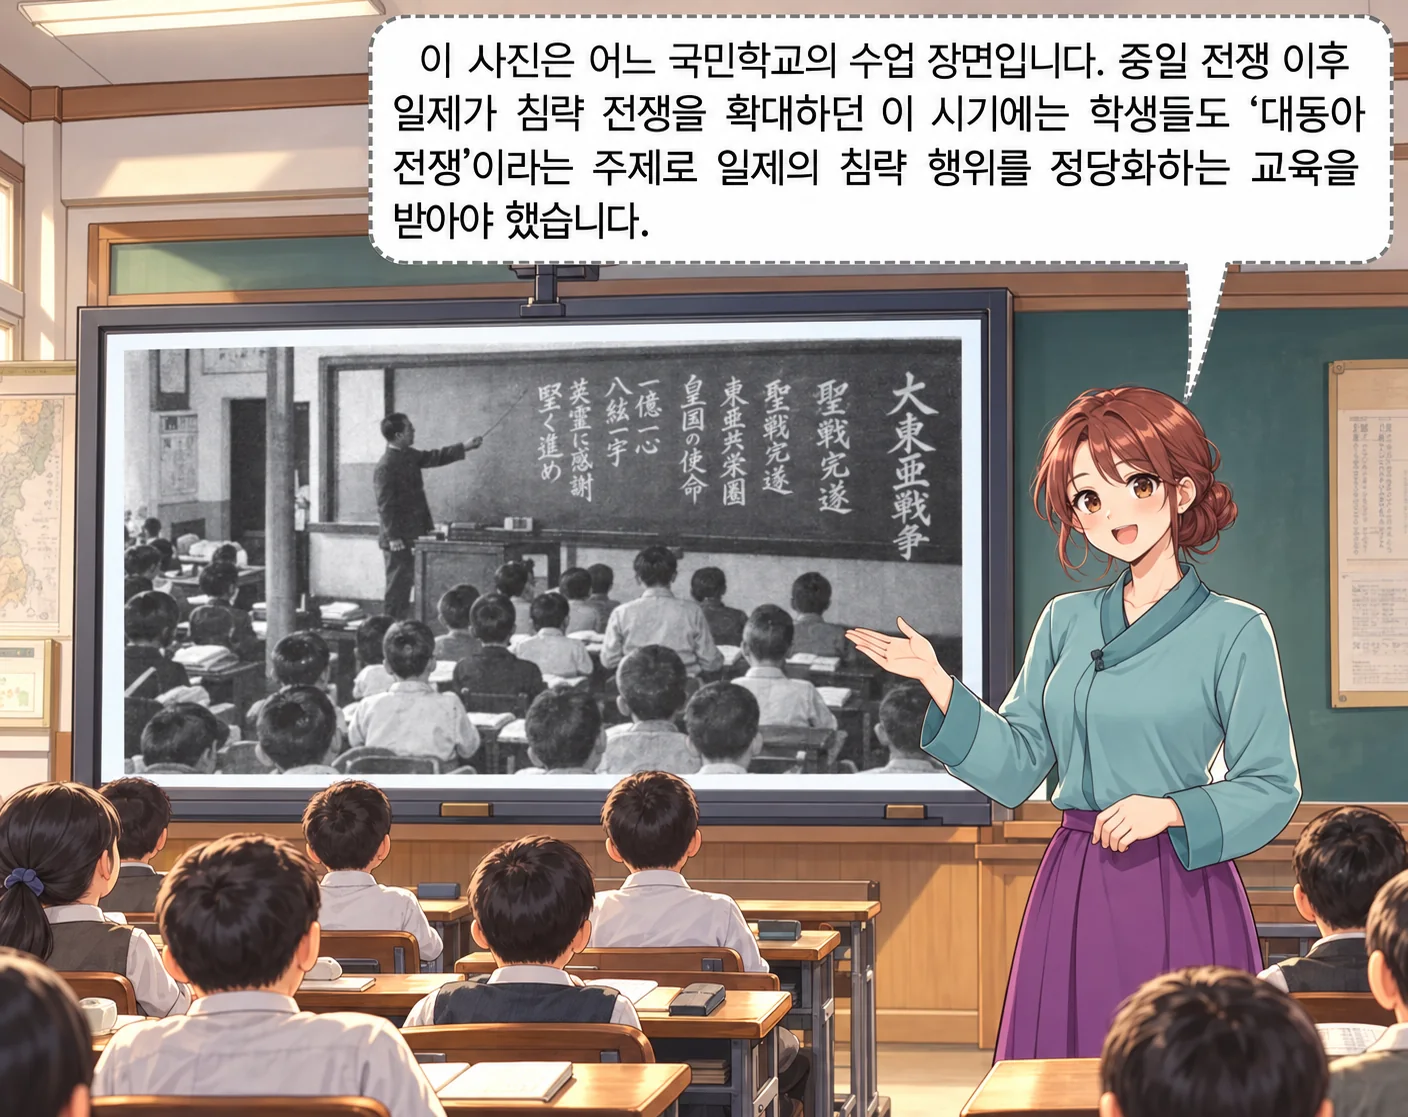 이 사진은 어느 국민학교의 수업 장면입니다. 중일 전쟁 이후
일제가 침략 전쟁을 확대하던 이 시기에는 학생들도 ‘대동아
전쟁’이라는 주제로 일제의 침략 행위를 정당화하는 교육을
받아야 했습니다.
大東亜戦争
聖戦完遂
聖戦完遂
東亜共栄圏
皇国の使命
一億一心
八紘一宇
英霊に感謝
堅く進め